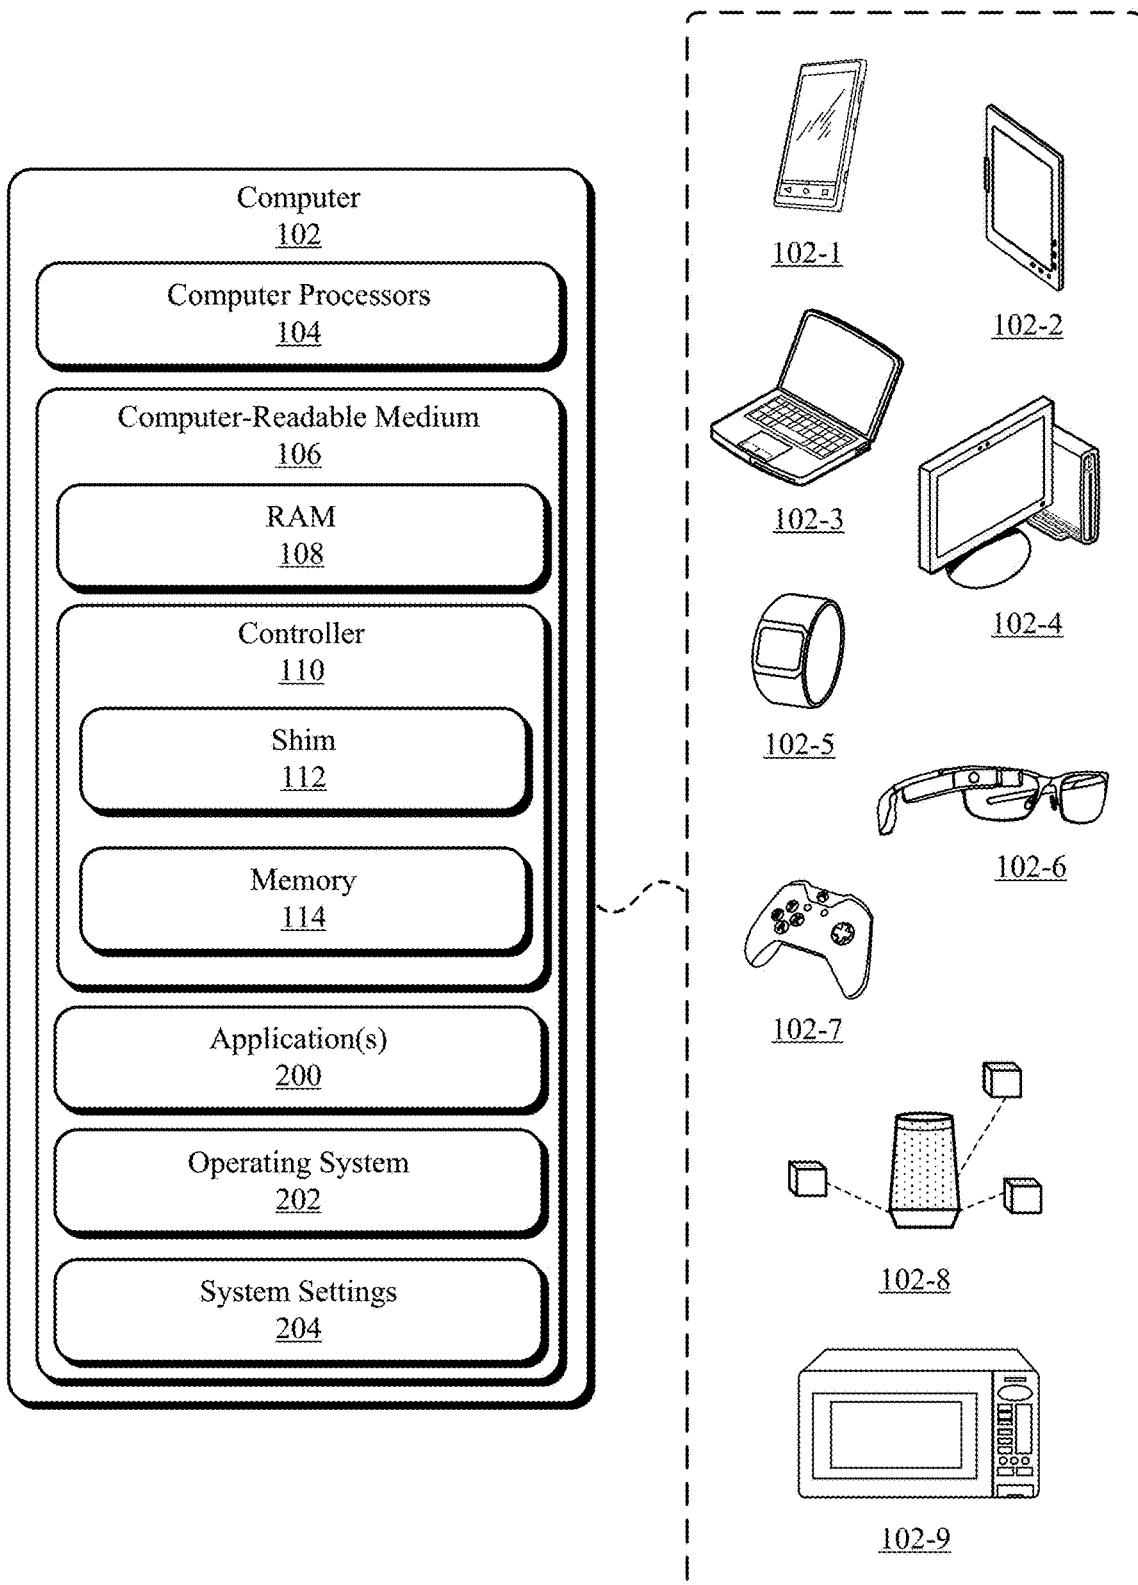 Computer
102
Computer Processors
104
Computer-Readable Medium
106
RAM
108
Controller
110
Shim
112
Memory
114
Application(s)
200
Operating System
202
System Settings
204
102-1
102-2
102-3
102-4
102-5
102-6
102-7
102-8
102-9